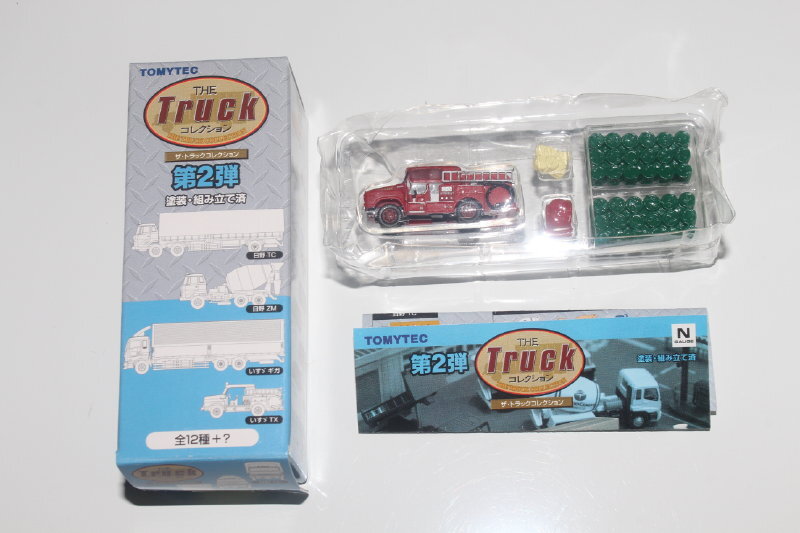 TOMYTEC
THE
Truck
コレクション
THE TRUCK COLLECTION
ザ・トラックコレクション
第2弾
塗装・組み立て済
日野 TC
日野 ZM
いすゞ ギガ
いすゞ TX
全12種+?
Truck
TOMYTEC
第2弾
THE
Truck
コレクション
ザ・トラックコレクション
N
GAUGE
塗装・組み立て済